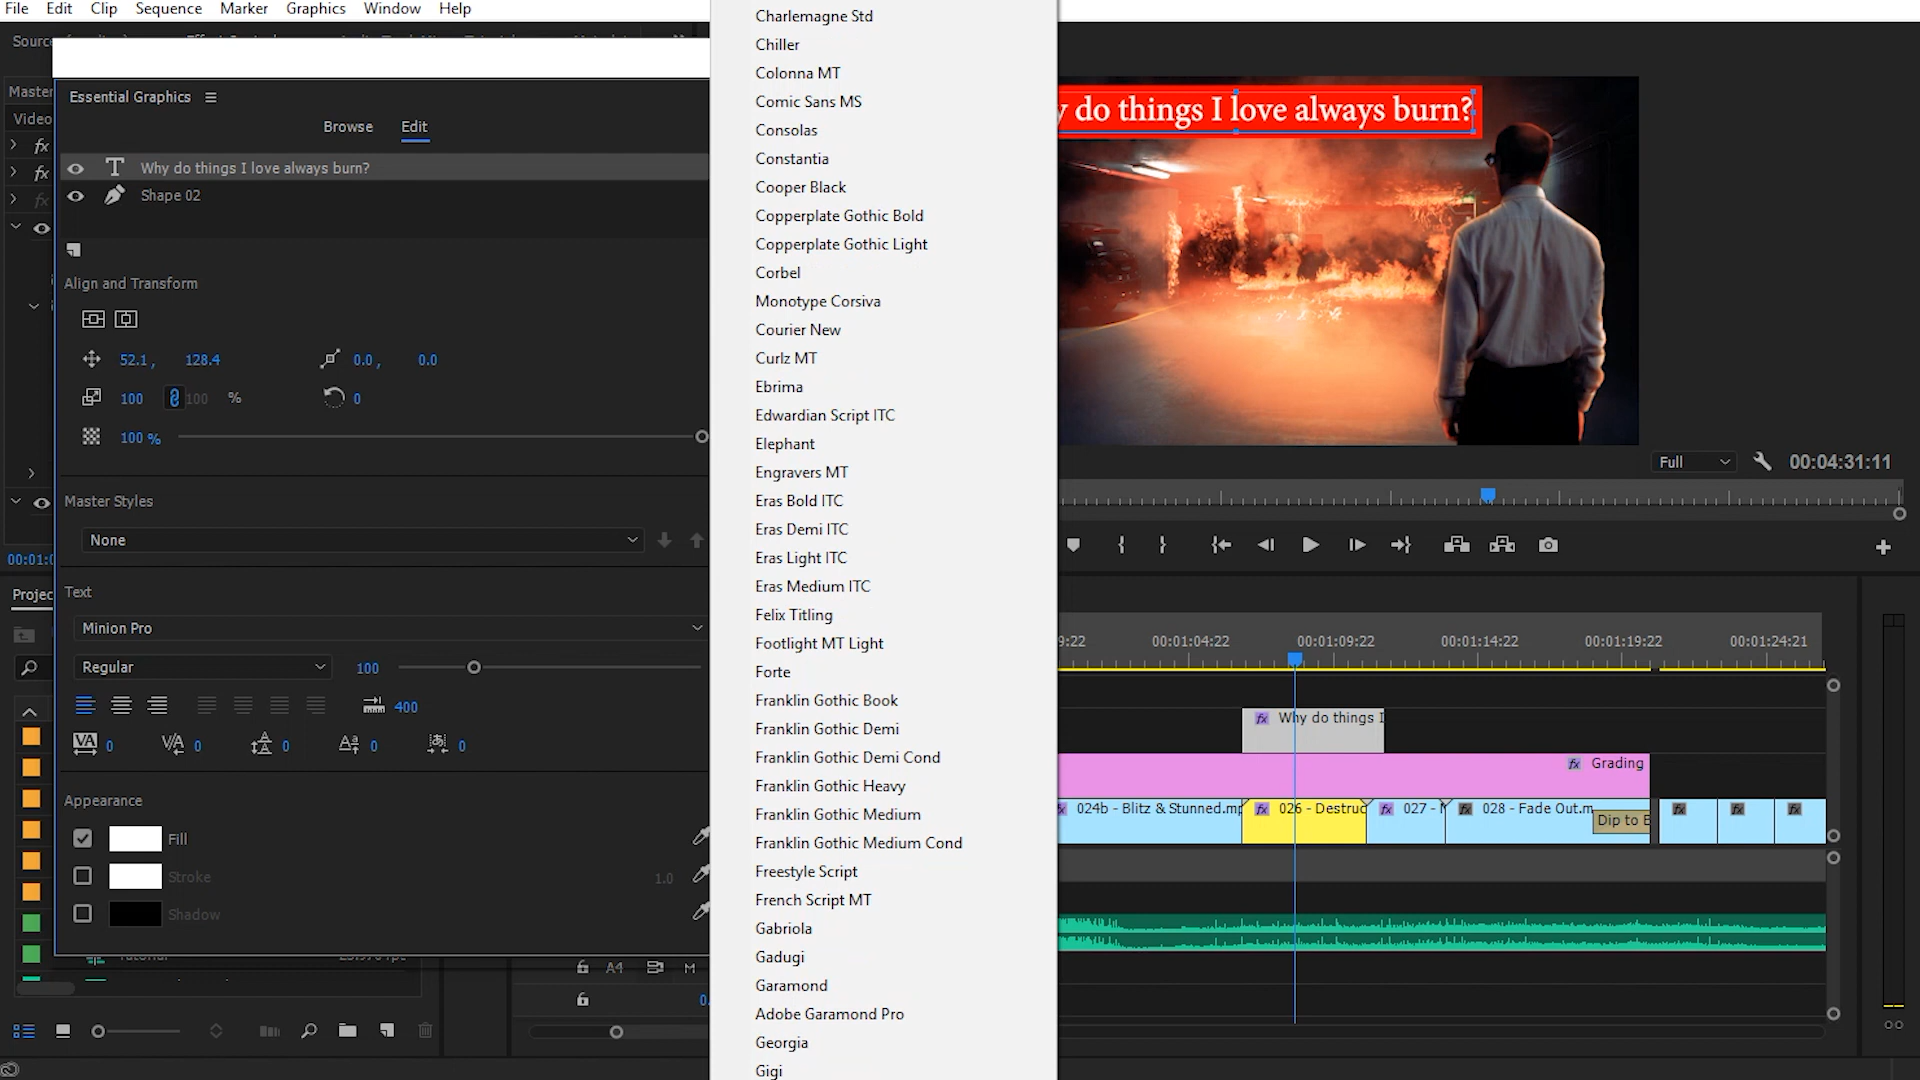 File Edit Clip Sequence Marker Graphics Window Help
Essential Graphics
Browse Edit
Why do things I love always burn?
Shape 02
Align and Transform
52.1 , 128.4 0.0 , 0.0
100 100 % 0
100 %
Master Styles
None
Text
Minion Pro
Regular 100
400
0 0 0 0 0
Appearance
Fill
Stroke 1.0
Shadow
Master
Video
Charlemagne Std
Chiller
Colonna MT
Comic Sans MS
Consolas
Constantia
Cooper Black
Copperplate Gothic Bold
Copperplate Gothic Light
Corbel
Monotype Corsiva
Courier New
Curlz MT
Ebrima
Edwardian Script ITC
Elephant
Engravers MT
Eras Bold ITC
Eras Demi ITC
Eras Light ITC
Eras Medium ITC
Felix Titling
Footlight MT Light
Forte
Franklin Gothic Book
Franklin Gothic Demi
Franklin Gothic Demi Cond
Franklin Gothic Heavy
Franklin Gothic Medium
Franklin Gothic Medium Cond
Freestyle Script
French Script MT
Gabriola
Gadugi
Garamond
Adobe Garamond Pro
Georgia
Gigi
do things I love always burn?
Full 00:04:31:11
9:22 00:01:04:22 00:01:09:22 00:01:14:22 00:01:19:22 00:01:24:21
fx Why do things I
fx Grading
024b - Blitz & Stunned.mp fx 026 - Destruc fx 027 - fx 028 - Fade Out.m fx fx fx
Dip to
A4 M